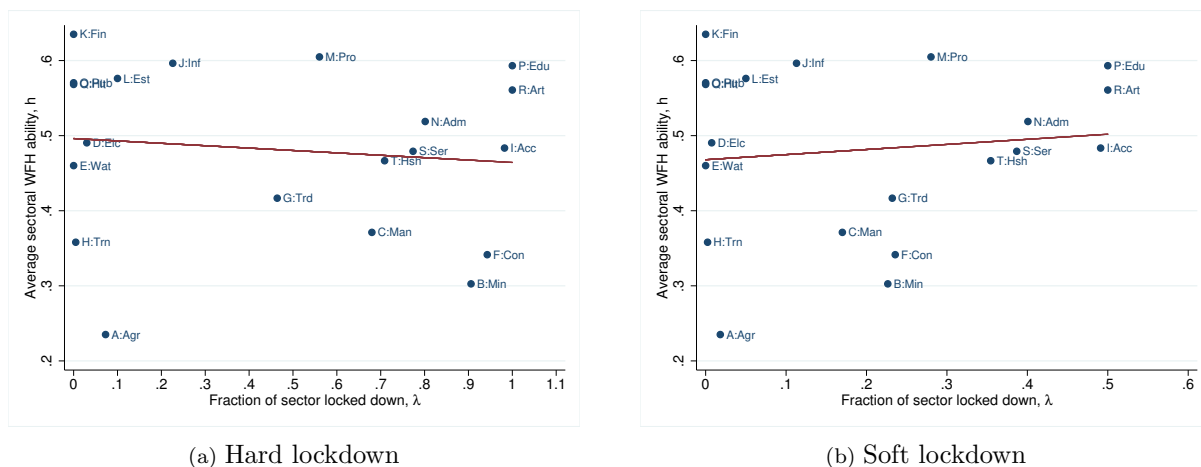 K:Fin
M:Pro
J:Inf
P:Edu
L:Est
R:Art
N:Adm
D:Elc
I:Acc
S:Ser
T:Hsh
E:Wat
G:Trd
C:Man
H:Trn
F:Con
B:Min
A:Agr
.6
.5
.4
.3
.2
Average sectoral WFH ability, h
0 .1 .2 .3 .3 .5 .6 .7 .8 .9 1 1.1
Fraction of sector locked down, λ
(a) Hard lockdown
K:Fin
M:Pro
J:Inf
P:Edu
L:Est
R:Art
N:Adm
D:Elc
I:Acc
S:Ser
T:Hsh
E:Wat
G:Trd
C:Man
H:Trn
F:Con
B:Min
A:Agr
.6
.5
.4
.3
.2
Average sectoral WFH ability, h
0 .1 .2 .3 .4 .5 .6
Fraction of sector locked down, λ
(b) Soft lockdown